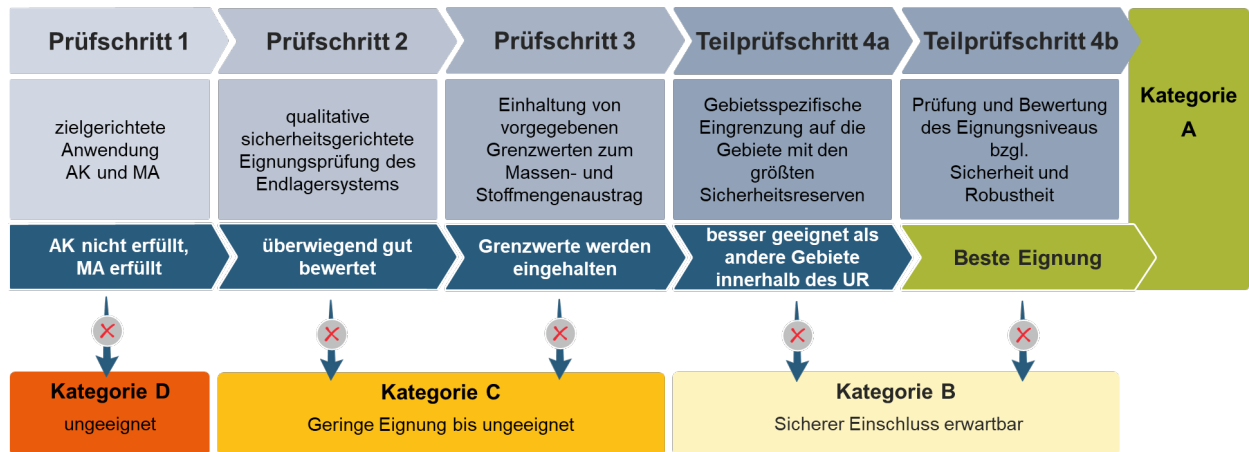 Prüfschritt 1
Prüfschritt 2
Prüfschritt 3
Teilprüfschritt 4a
Teilprüfschritt 4b
Kategorie
A
zielgerichtete
Anwendung
AK und MA
qualitative
sicherheitsgerichtete
Eignungsprüfung des
Endlagersystems
Einhaltung von
vorgegebenen
Grenzwerten zum
Massen- und
Stoffmengenaustrag
Gebietsspezifische
Eingrenzung auf die
Gebiete mit den
größten
Sicherheitsreserven
Prüfung und Bewertung
des Eignungsniveaus
bzgl.
Sicherheit und
Robustheit
AK nicht erfüllt,
MA erfüllt
überwiegend gut
bewertet
Grenzwerte werden
eingehalten
besser geeignet als
andere Gebiete
innerhalb des UR
Beste Eignung
Kategorie D
ungeeignet
Kategorie C
Geringe Eignung bis ungeeignet
Kategorie B
Sicherer Einschluss erwartbar